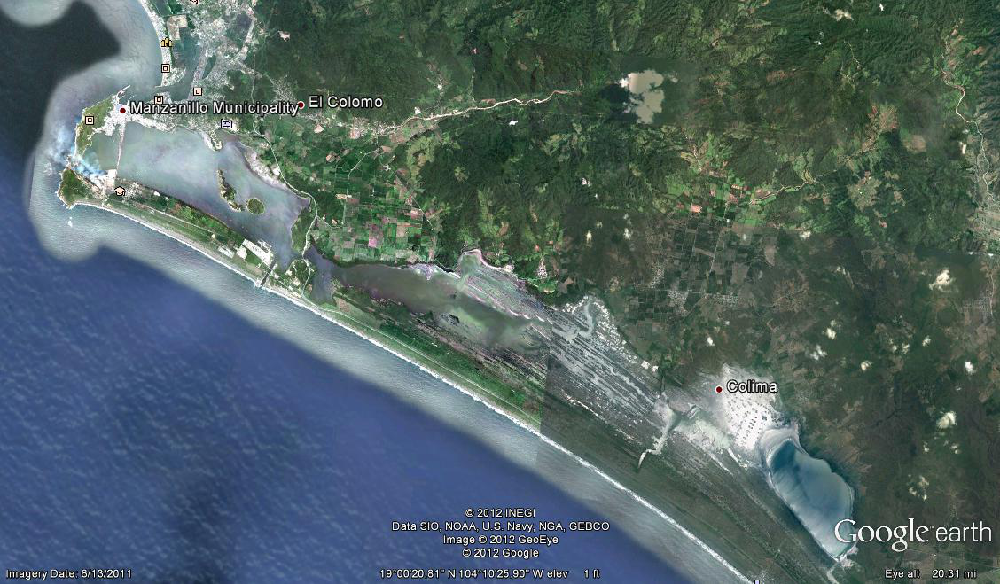 Manzanillo Municipality
El Colomo
Colima
© 2012 INEGI
Data SIO, NOAA, U.S. Navy, NGA, GEBCO
Image © 2012 GeoEye
© 2012 Google
Google earth
Imagery Date: 6/13/2011
19°00'20.81" N 104°10'25.90" W elev 1 ft
Eye alt 20.31 mi